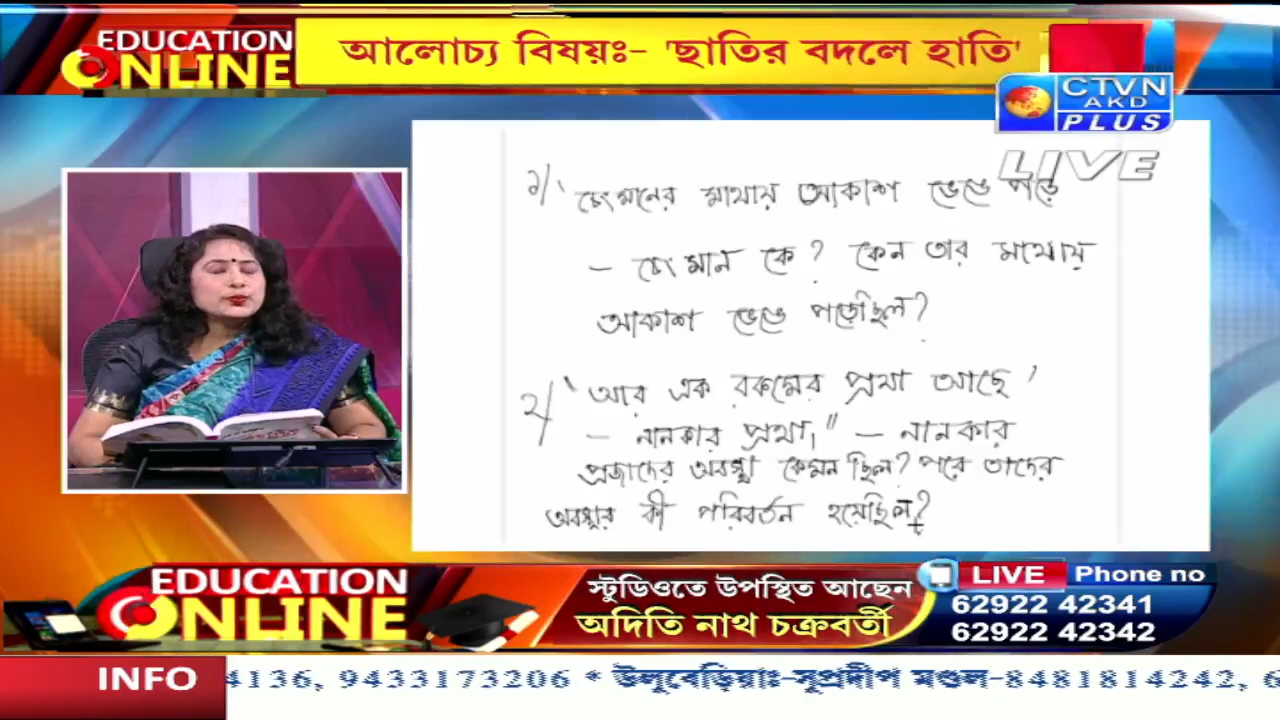 EDUCATION
ONLINE
আলোচ্য বিষয়ঃ- 'ছাতির বদলে হাতি'
CTVN
AKD
PLUS
LIVE
১/ ' চেংমানের মাথায় আকাশ ভেঙে পড়ে
– চেংমান কে? কেন তার মাথায়
আকাশ ভেঙে পড়েছিল?
২/ 'আর এক রকমের প্রথা আছে'
– নানকার প্রথা।" – নানকার
প্রজাদের অবস্থা কেমন ছিল? পরে তাদের
অবস্থার কী পরিবর্তন হয়েছিল?
EDUCATION
ONLINE
স্টুডিওতে উপস্থিত আছেন
অদিতি নাথ চক্রবর্তী
LIVE Phone no
62922 42341
62922 42342
INFO 4136, 9433173206 * উলুবেড়িয়াঃ-সুপ্রদীপ মণ্ডল-8481814242, 6